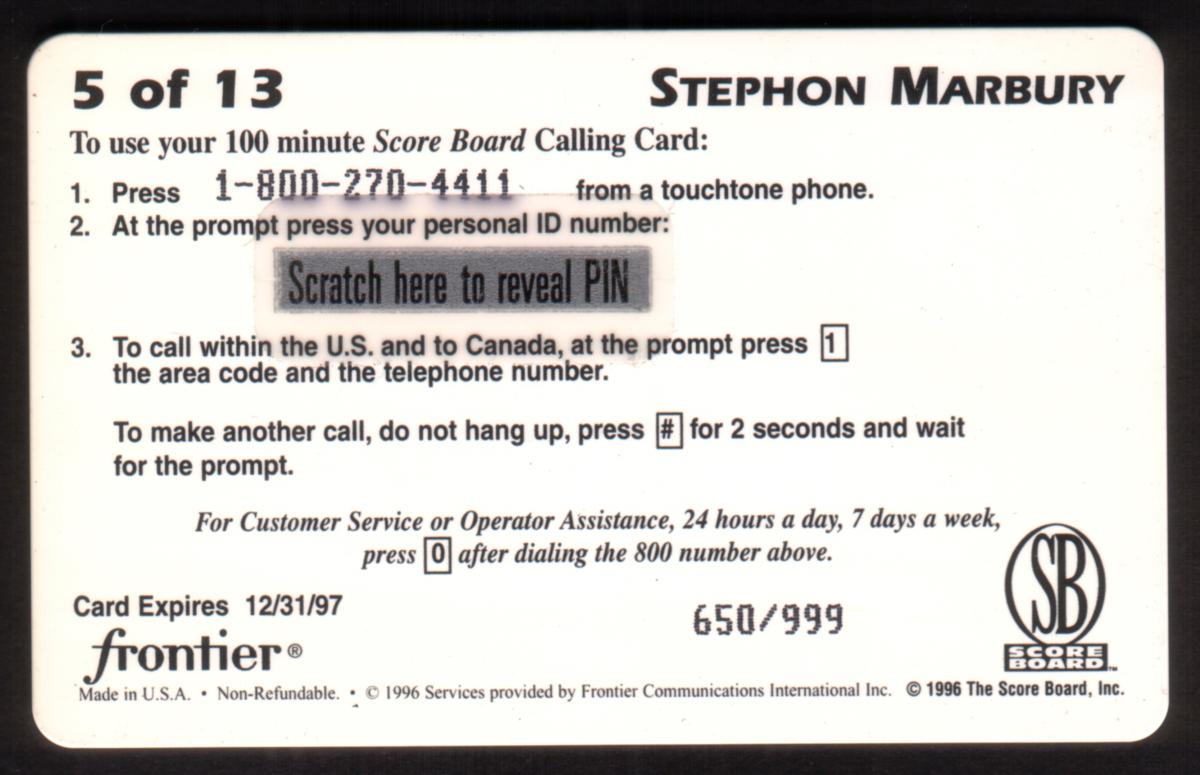 5 of 13
STEPHON MARBURY
To use your 100 minute Score Board Calling Card:
1. Press 1-800-270-4411 from a touchtone phone.
2. At the prompt press your personal ID number:
Scratch here to reveal PIN
3. To call within the U.S. and to Canada, at the prompt press 1
the area code and the telephone number.
To make another call, do not hang up, press # for 2 seconds and wait
for the prompt.
For Customer Service or Operator Assistance, 24 hours a day, 7 days a week,
press 0 after dialing the 800 number above.
Card Expires 12/31/97
650/999
frontier®
SB
SCORE
BOARD™
Made in U.S.A. • Non-Refundable. • © 1996 Services provided by Frontier Communications International Inc. © 1996 The Score Board, Inc.